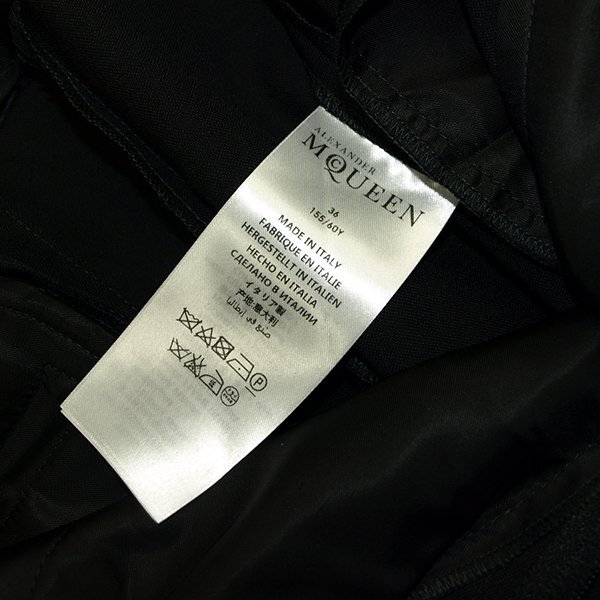 ALEXANDER
MCQUEEN
36
155/60Y
MADE IN ITALY
FABRIQUE EN ITALIE
HERGESTELLT IN ITALIEN
HECHO EN ITALIA
СДЕЛАНО В ИТАЛИИ
イタリア製
产地:意大利
صنع في إيطاليا
P